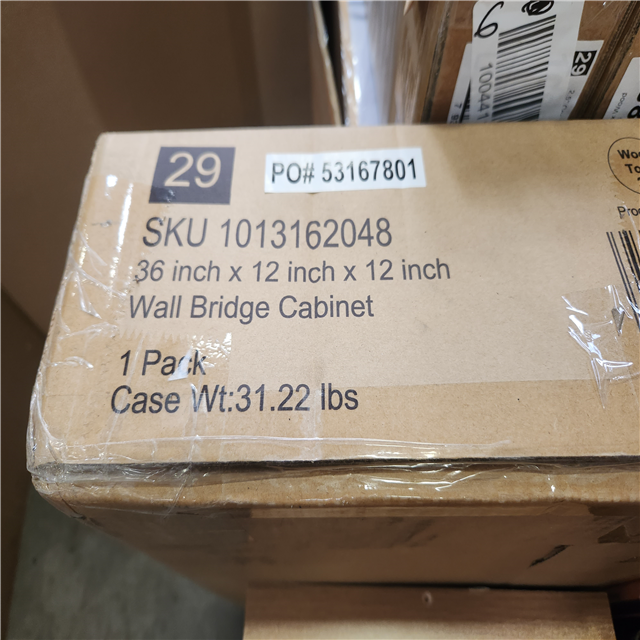 29
PO# 53167801
SKU 1013162048
36 inch x 12 inch x 12 inch
Wall Bridge Cabinet
1 Pack
Case Wt:31.22 lbs
29